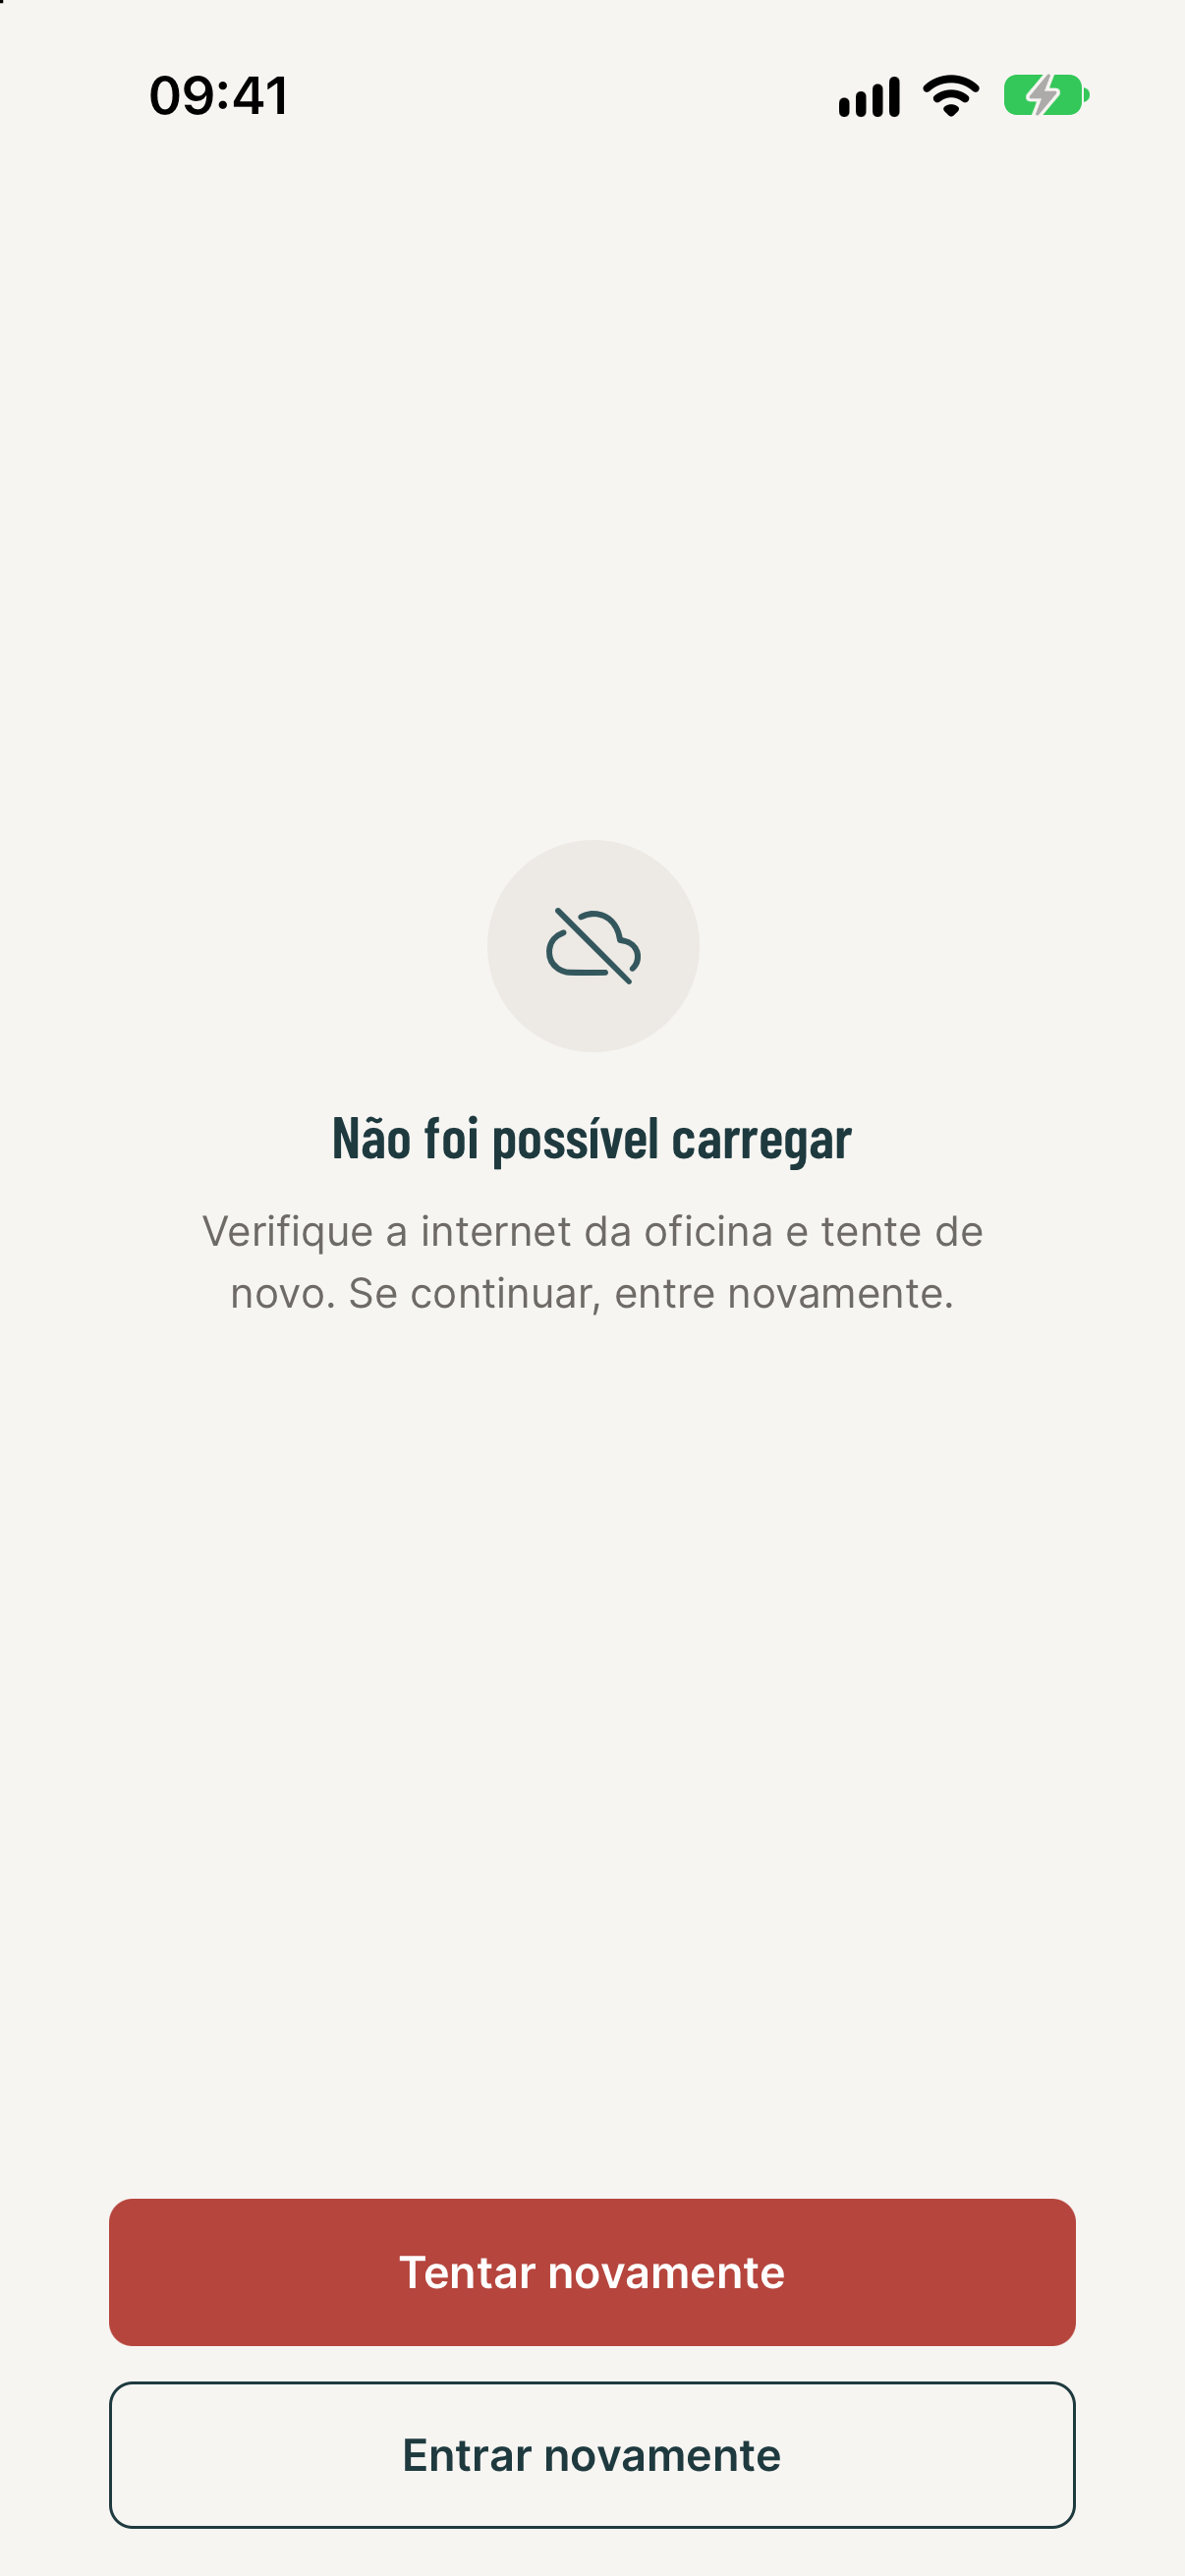 09:41
Não foi possível carregar
Verifique a internet da oficina e tente de
novo. Se continuar, entre novamente.
Tentar novamente
Entrar novamente